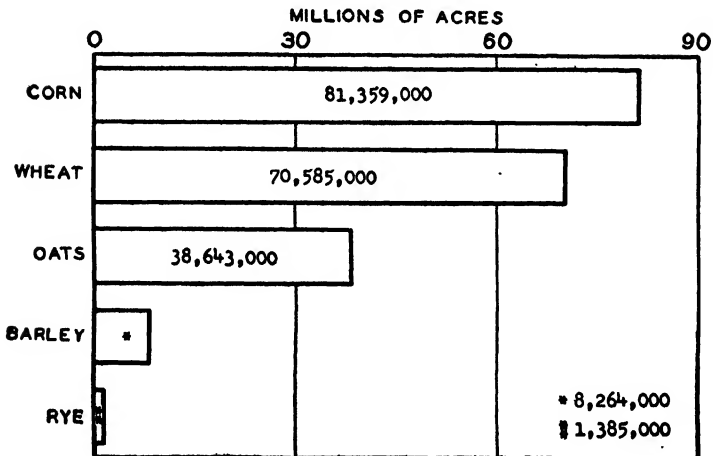 MILLIONS OF ACRES
0 30 60 90
CORN 81,359,000
WHEAT 70,585,000
OATS 38,643,000
BARLEY *
RYE ‡
* 8,264,000
‡ 1,385,000